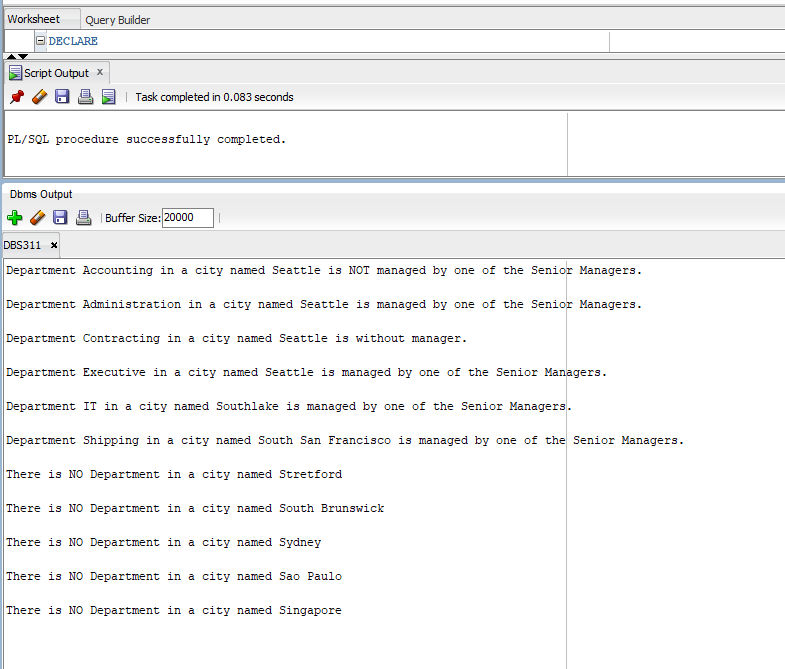 Worksheet Query Builder
DECLARE
Script Output x
Task completed in 0.083 seconds
PL/SQL procedure successfully completed.
Dbms Output
Buffer Size: 20000
DBS311 x
Department Accounting in a city named Seattle is NOT managed by one of the Senior Managers.
Department Administration in a city named Seattle is managed by one of the Senior Managers.
Department Contracting in a city named Seattle is without manager.
Department Executive in a city named Seattle is managed by one of the Senior Managers.
Department IT in a city named Southlake is managed by one of the Senior Managers.
Department Shipping in a city named South San Francisco is managed by one of the Senior Managers.
There is NO Department in a city named Stretford
There is NO Department in a city named South Brunswick
There is NO Department in a city named Sydney
There is NO Department in a city named Sao Paulo
There is NO Department in a city named Singapore